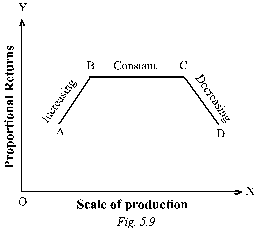 Y
Proportional Returns
Increasing
B
Constant
C
Decreasing
A
D
O
X
Scale of production
Fig. 5.9